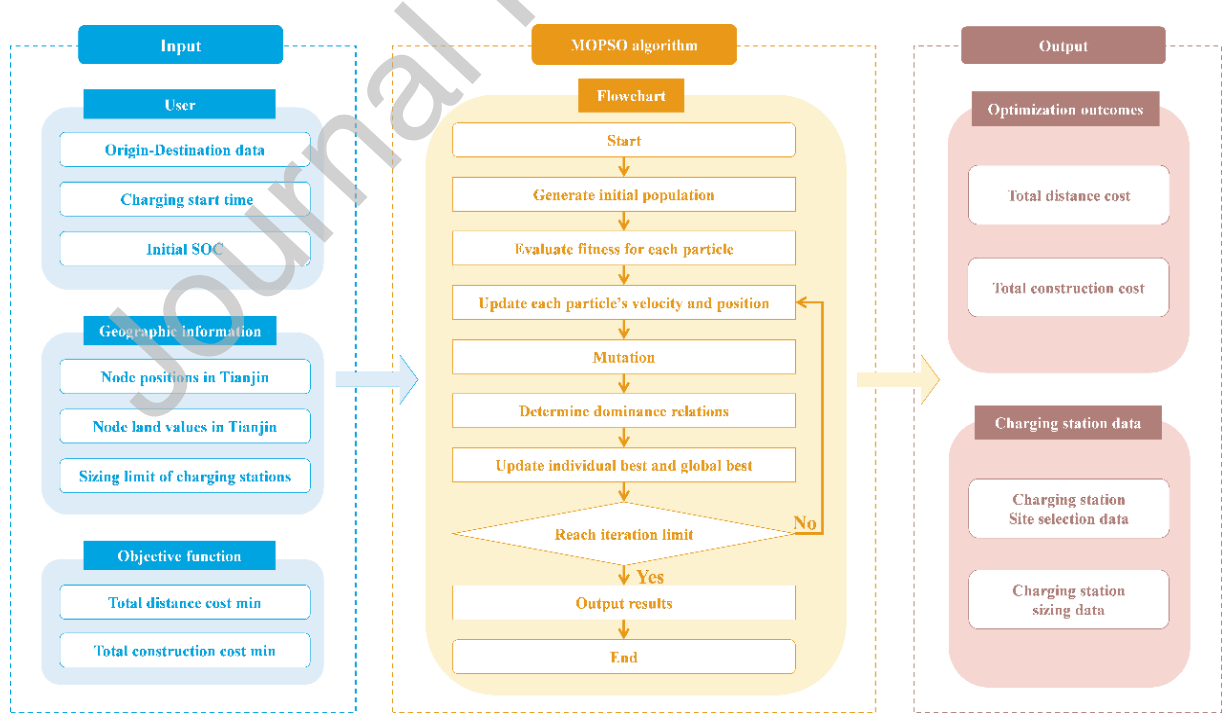 Input
User
Origin-Destination data
Charging start time
Initial SOC
Geographic information
Node positions in Tianjin
Node land values in Tianjin
Sizing limit of charging stations
Objective function
Total distance cost min
Total construction cost min
MOPSO algorithm
Flowchart
Start
Generate initial population
Evaluate fitness for each particle
Update each particle's velocity and position
Mutation
Determine dominance relations
Update individual best and global best
Reach iteration limit
No
Yes
Output results
End
Output
Optimization outcomes
Total distance cost
Total construction cost
Charging station data
Charging station
Site selection data
Charging station
sizing data
Journal